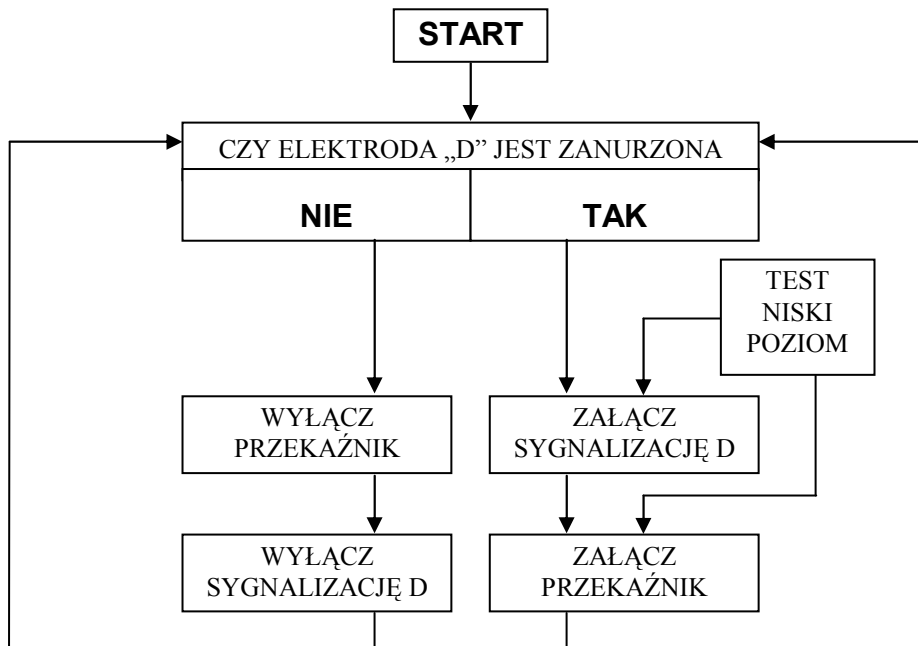 START
CZY ELEKTRODA „D” JEST ZANURZONA
NIE
TAK
TEST
NISKI
POZIOM
WYŁĄCZ
PRZEKAŹNIK
ZAŁĄCZ
SYGNALIZACJĘ D
WYŁĄCZ
SYGNALIZACJĘ D
ZAŁĄCZ
PRZEKAŹNIK